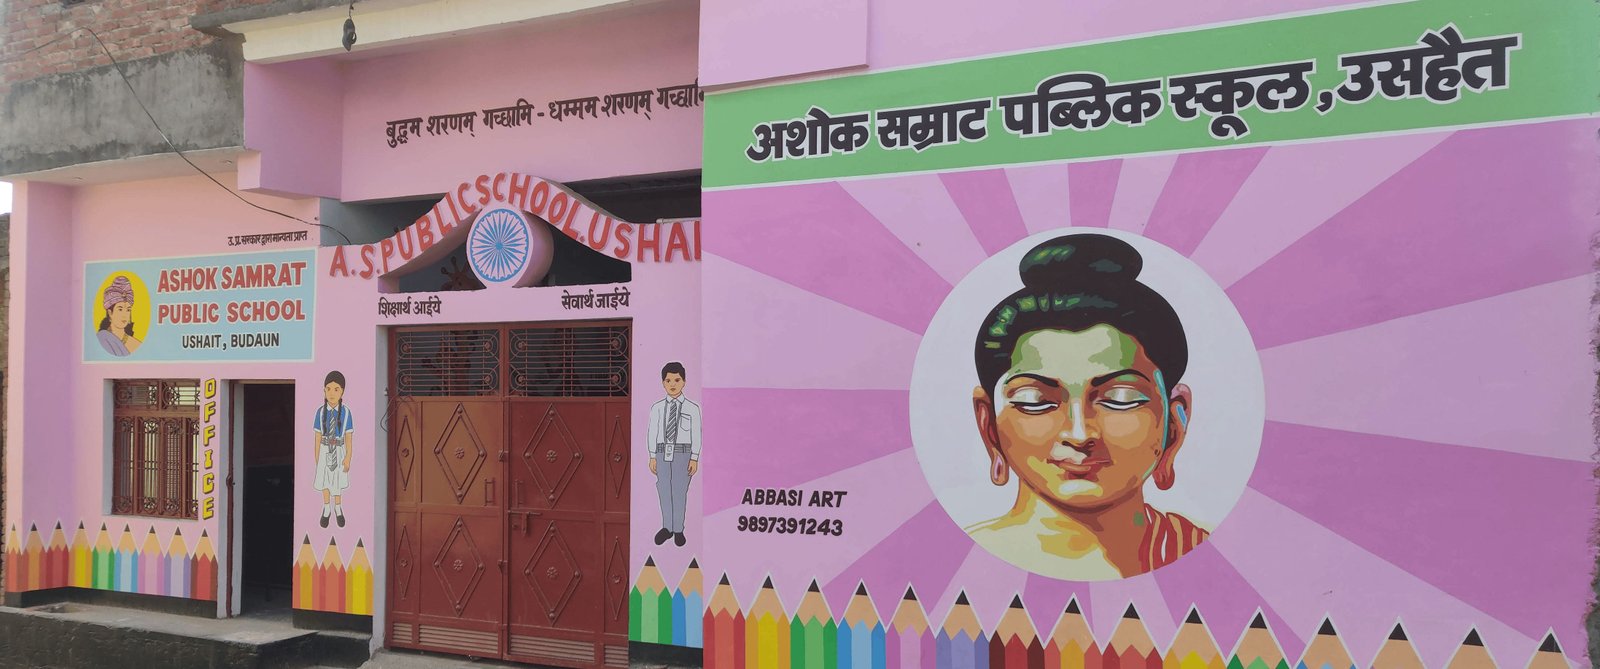 बुद्धम शरणम् गच्छामि - धम्मम शरणम् गच्छामि
A.S.PUBLIC SCHOOL.USHAI
उ.प्र. सरकार द्वारा मान्यता प्राप्त
ASHOK SAMRAT
PUBLIC SCHOOL
USHAIT, BUDAUN
शिक्षार्थ आईये
सेवार्थ जाईये
OFFICE
अशोक सम्राट पब्लिक स्कूल, उसहैत
ABBASI ART
9897391243